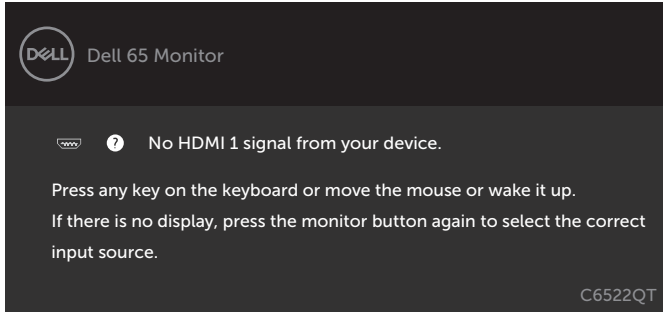 DELL Dell 65 Monitor
? No HDMI 1 signal from your device.
Press any key on the keyboard or move the mouse or wake it up.
If there is no display, press the monitor button again to select the correct
input source.
C6522QT